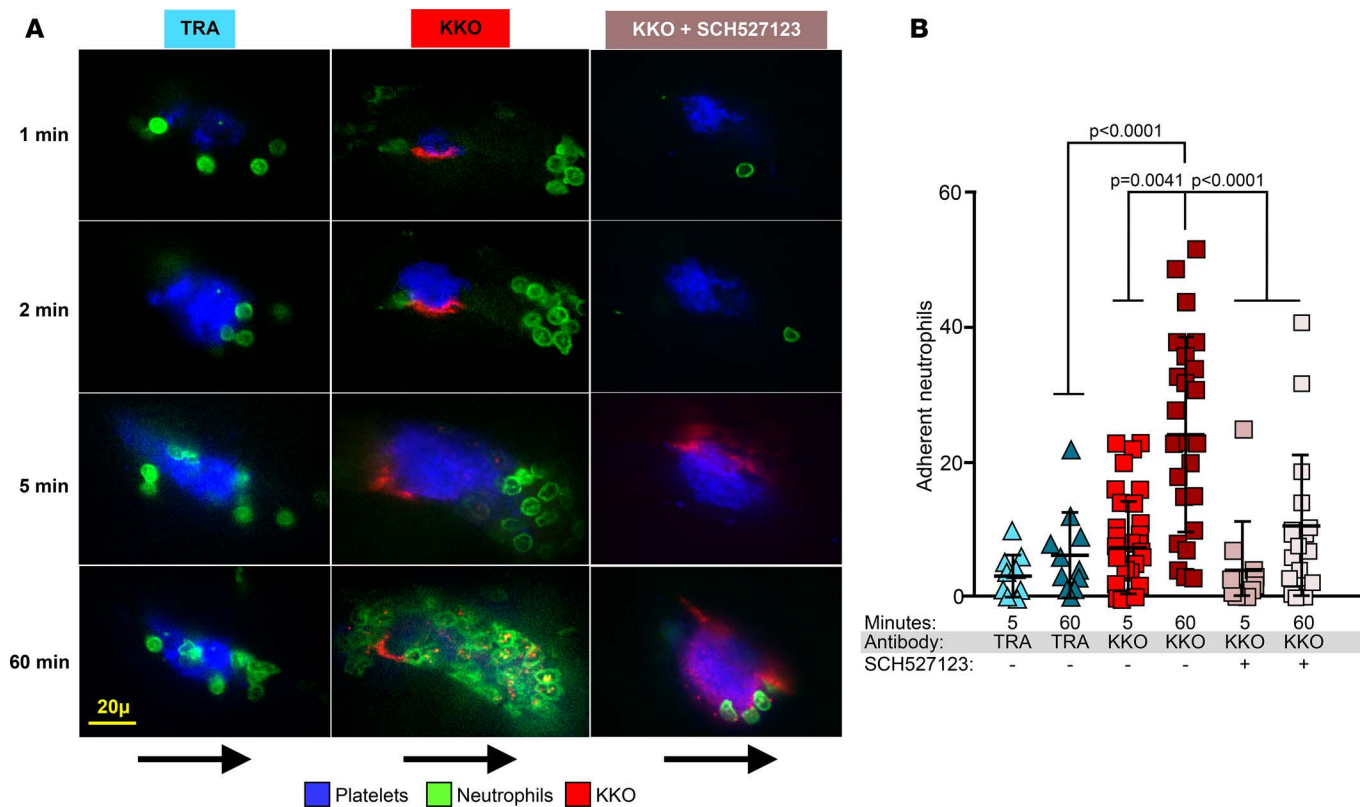 A
TRA
KKO
KKO + SCH527123
1 min
2 min
5 min
60 min
20μ
Platelets
Neutrophils
KKO
B
p<0.0001
p=0.0041 p<0.0001
60
40
20
0
Adherent neutrophils
Minutes: 5 60 5 60 5 60
Antibody: TRA TRA KKO KKO KKO KKO
SCH527123: - - - - + +